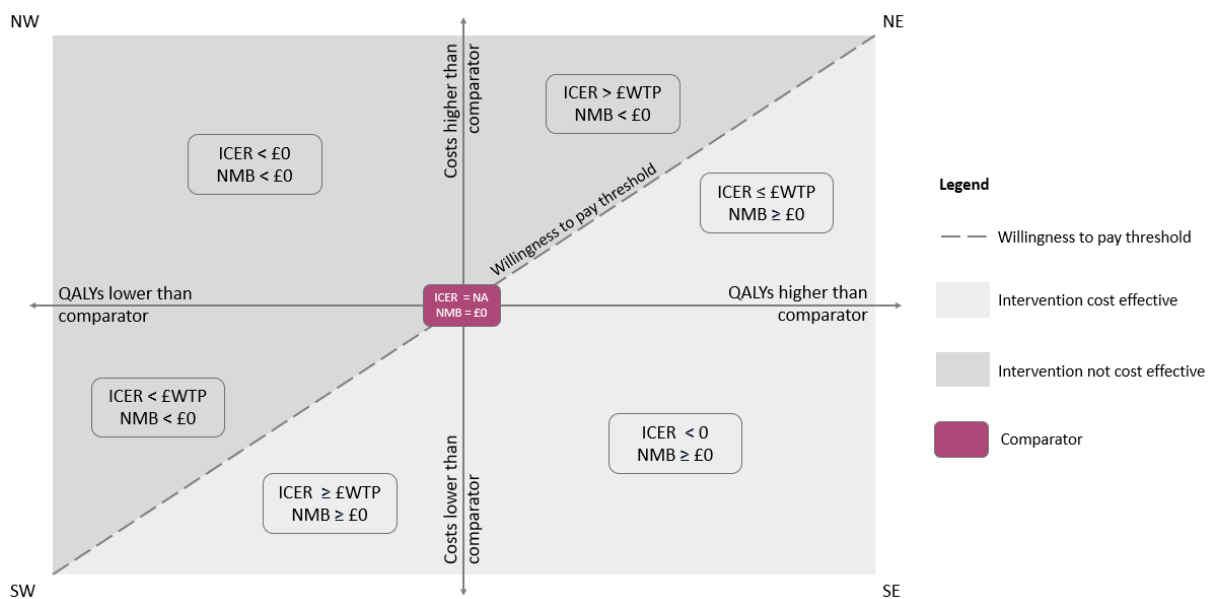 NW
NE
Costs higher than
comparator
ICER > £WTP
NMB < £0
ICER < £0
NMB < £0
Willingness to pay threshold
ICER ≤ £WTP
NMB ≥ £0
QALYs lower than
comparator
ICER = NA
NMB = £0
QALYs higher than
comparator
ICER < £WTP
NMB < £0
ICER < 0
NMB ≥ £0
ICER ≥ £WTP
NMB ≥ £0
Costs lower than
comparator
SW
SE
Legend
Willingness to pay threshold
Intervention cost effective
Intervention not cost effective
Comparator